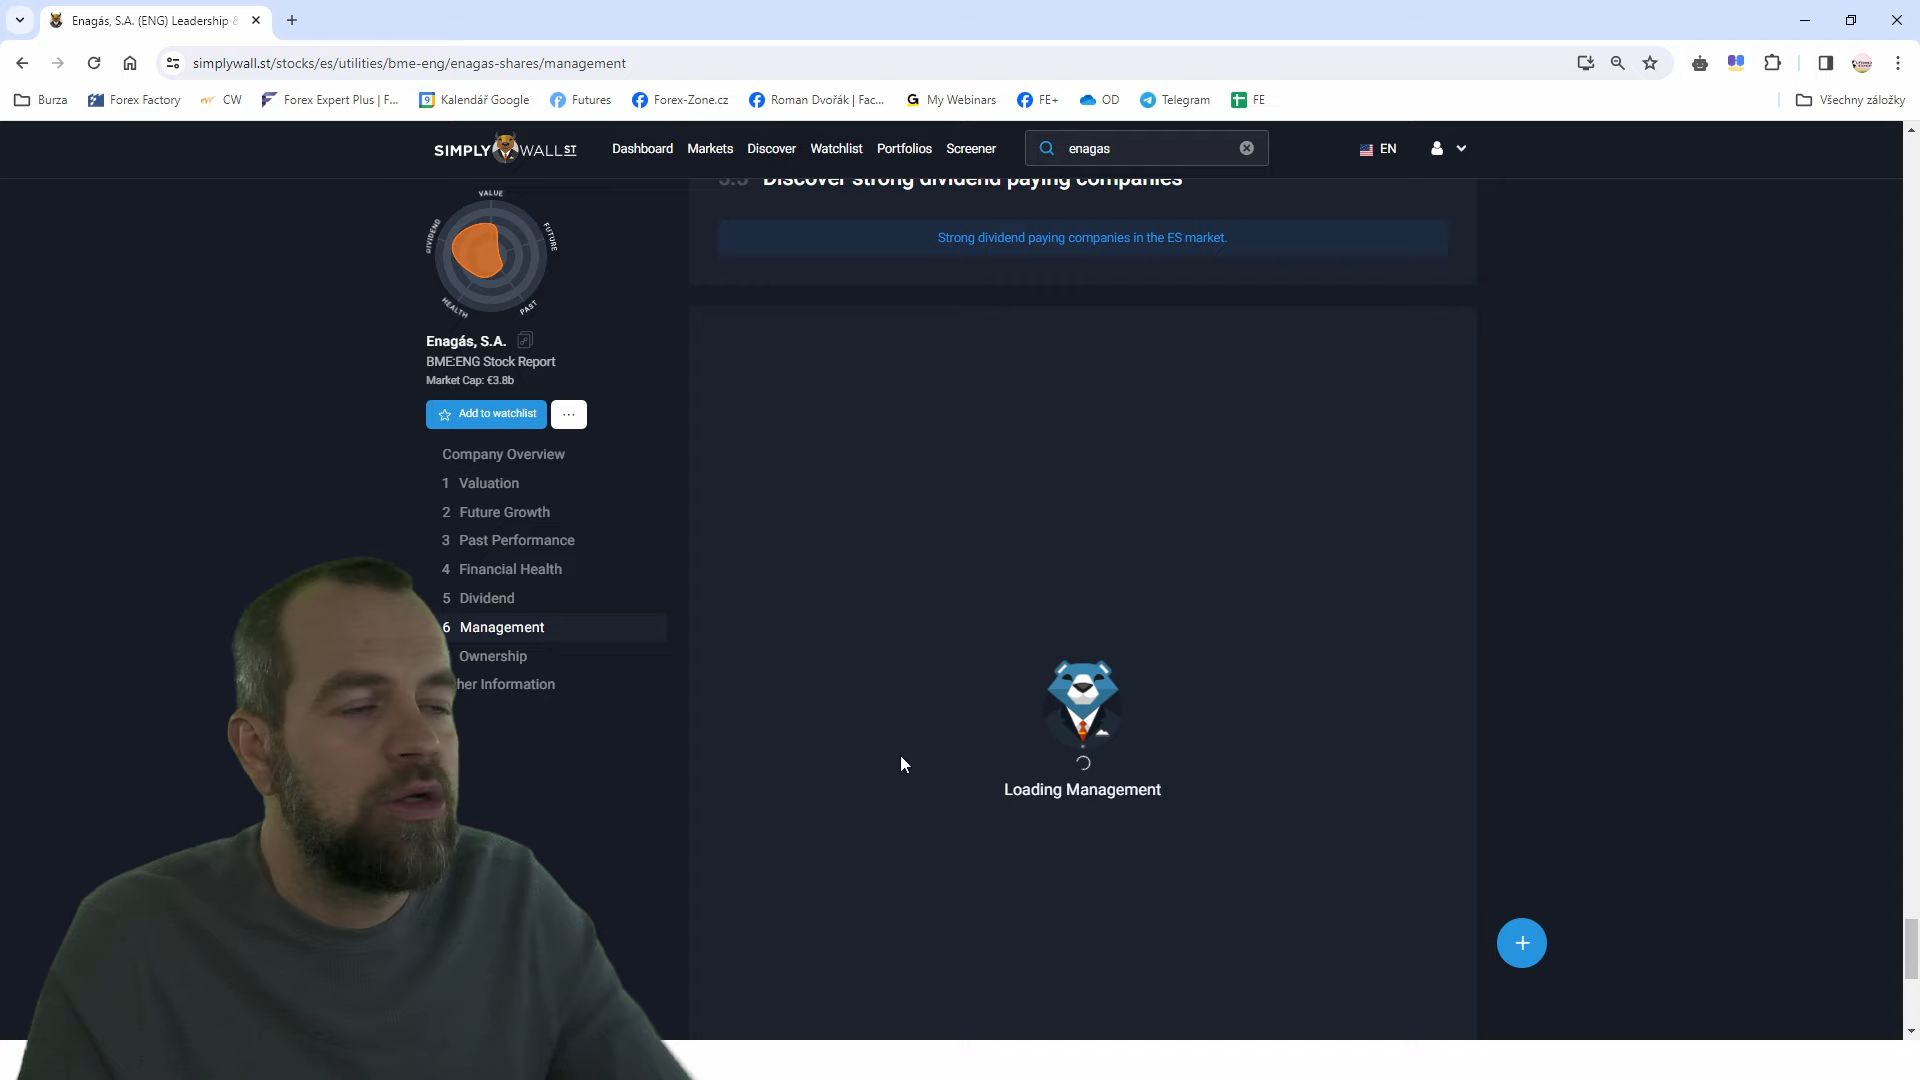 Enagás, S.A. (ENG) Leadership &
simplywall.st/stocks/es/utilities/bme-eng/enagas-shares/management
Burza
Forex Factory
CW
Forex Expert Plus | F...
Kalendář Google
Futures
Forex-Zone.cz
Roman Dvořák | Fac...
My Webinars
FE+
OD
Telegram
FE
Všechny záložky
SIMPLY WALL ST
Dashboard
Markets
Discover
Watchlist
Portfolios
Screener
enagas
EN
Discover strong dividend paying companies
Strong dividend paying companies in the ES market.
VALUE
FUTURE
PAST
HEALTH
DIVIDEND
Enagás, S.A.
BME:ENG Stock Report
Market Cap: €3.8b
Add to watchlist
...
Company Overview
1 Valuation
2 Future Growth
3 Past Performance
4 Financial Health
5 Dividend
6 Management
Ownership
her Information
Loading Management